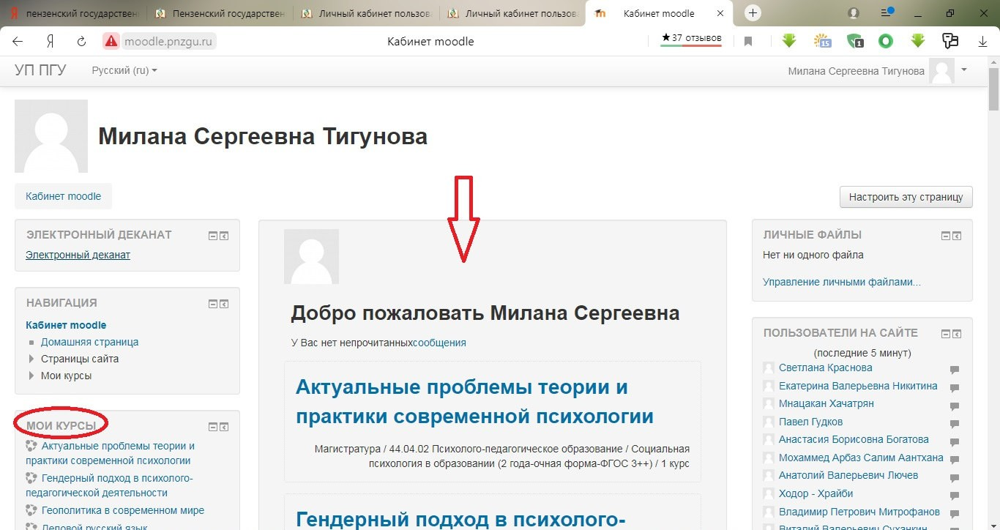 пензенский государственн
Пензенский государствен
Личный кабинет пользова
Личный кабинет пользова
Кабинет moodle
Я
moodle.pnzgu.ru
Кабинет moodle
★37 отзывов
15
1
УП ПГУ
Русский (ru)
Милана Сергеевна Тигунова
Милана Сергеевна Тигунова
Кабинет moodle
Настроить эту страницу
ЭЛЕКТРОННЫЙ ДЕКАНАТ
Электронный деканат
НАВИГАЦИЯ
Кабинет moodle
Домашняя страница
Страницы сайта
Мои курсы
МОИ КУРСЫ
Актуальные проблемы теории и
практики современной психологии
Гендерный подход в психолого-
педагогической деятельности
Геополитика в современном мире
Деловой русский язык
Добро пожаловать Милана Сергеевна
У Вас нет непрочитанныхсообщения
Актуальные проблемы теории и
практики современной психологии
Магистратура / 44.04.02 Психолого-педагогическое образование / Социальная
психология в образовании (2 года-очная форма-ФГОС 3++) / 1 курс
Гендерный подход в психолого-
ЛИЧНЫЕ ФАЙЛЫ
Нет ни одного файла
Управление личными файлами...
ПОЛЬЗОВАТЕЛИ НА САЙТЕ
(последние 5 минут)
Светлана Краснова
Екатерина Валерьевна Никитина
Мнацакан Хачатрян
Павел Гудков
Анастасия Борисовна Богатова
Мохаммед Арбаз Салим Аантхана
Анатолий Валерьевич Лючев
Ходор - Храйби
Владимир Петрович Митрофанов
Виталий Валерьевич Суханкин